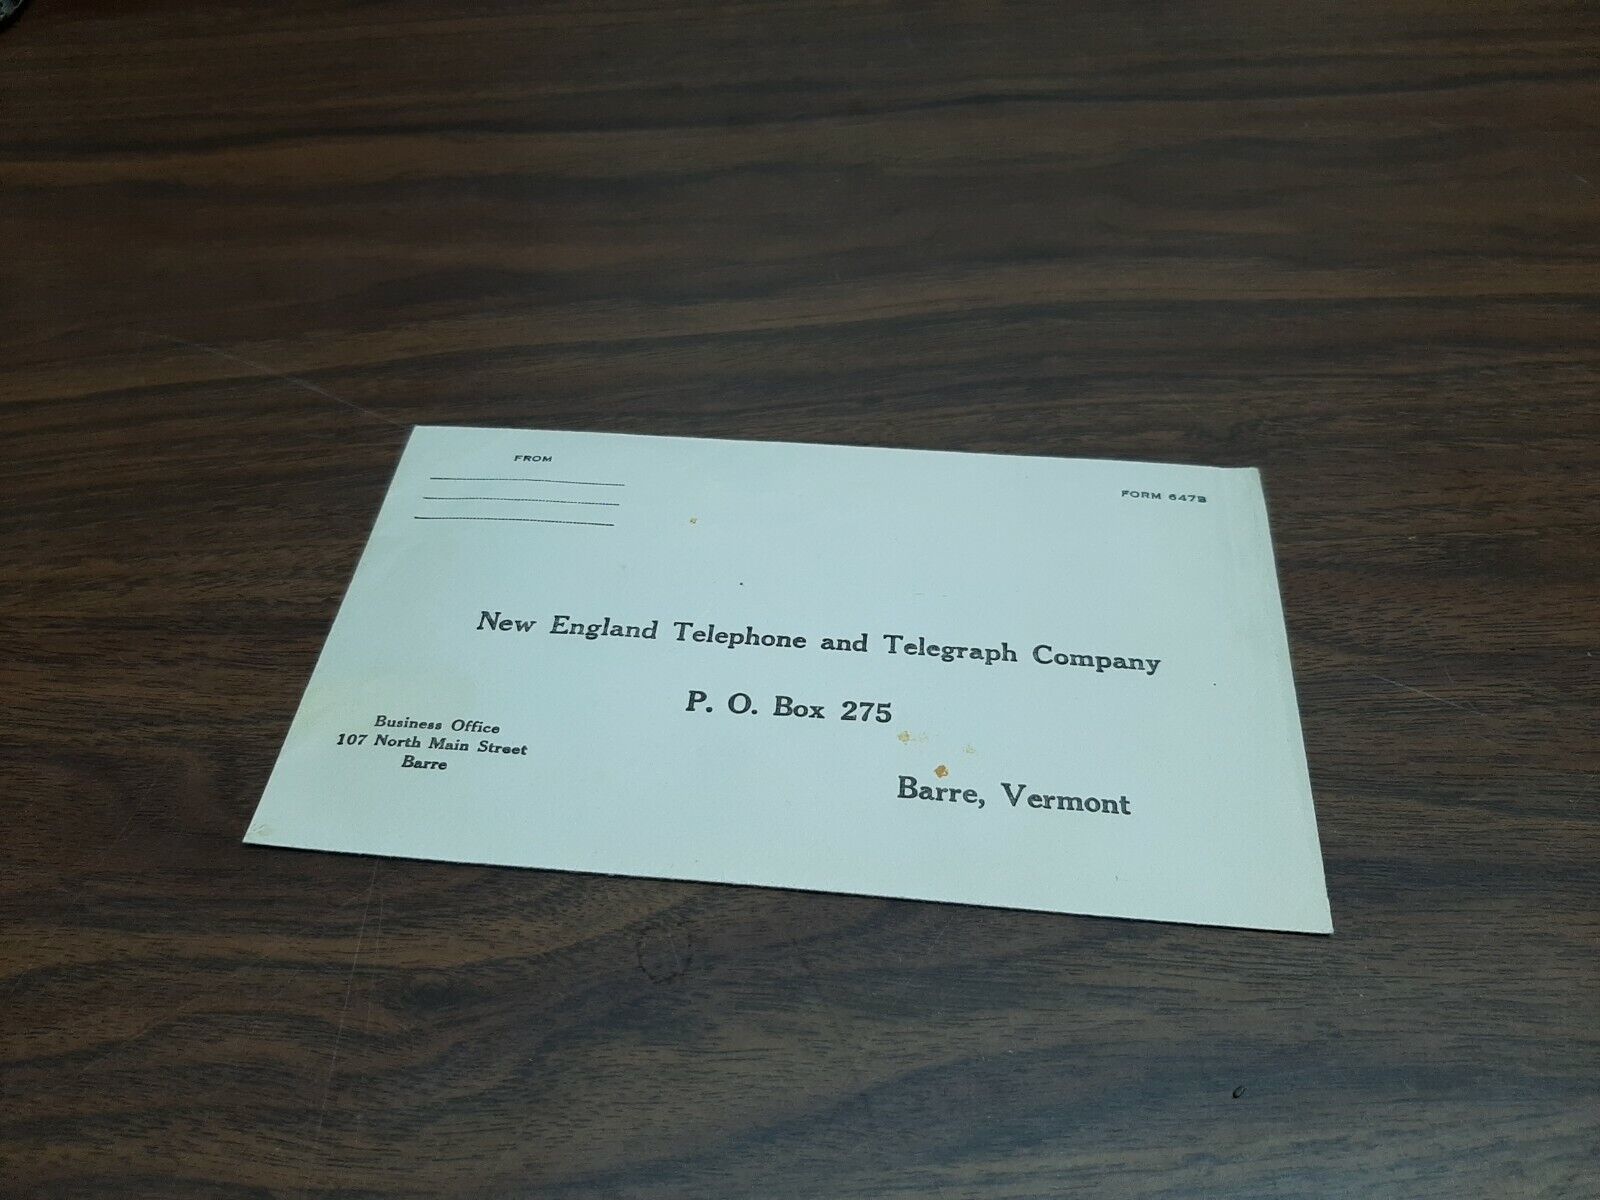 FROM
FORM 647B
New England Telephone and Telegraph Company
P. O. Box 275
Business Office
107 North Main Street
Barre
Barre, Vermont